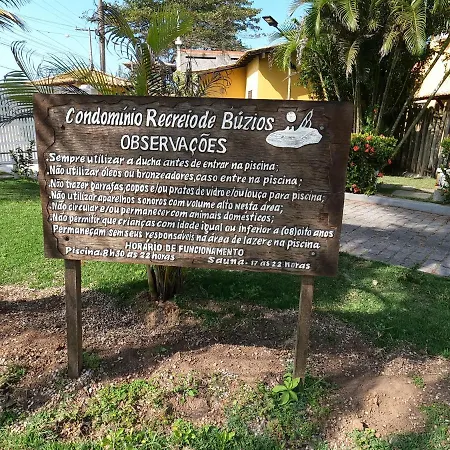 Condomínio Recreio de Búzios
OBSERVAÇÕES
.Sempre utilizar a ducha antes de entrar na piscina;
.Não utilizar óleos ou bronzeadores, caso entre na piscina;
.Não trazer garrafas, copos e/ou pratos de vidro e/ou louça para piscina;
.Não utilizar aparelhos sonoros com volume alto nesta área;
.Não circular e/ou permanecer com animais domésticos;
.Não permitir que crianças com idade igual ou inferior a (08) oito anos
Permaneçam sem seus responsáveis na área de lazer e na piscina
HORÁRIO DE FUNCIONAMENTO
Piscina. 8h30 às 22 horas Sauna - 17 às 22 horas